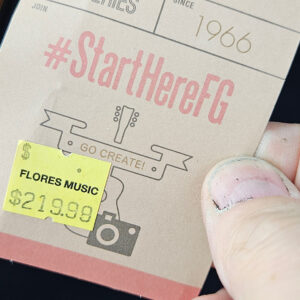 JOIN
SINCE
1966
#StartHereFG
GO CREATE!
$
FLORES MUSIC
$219.99